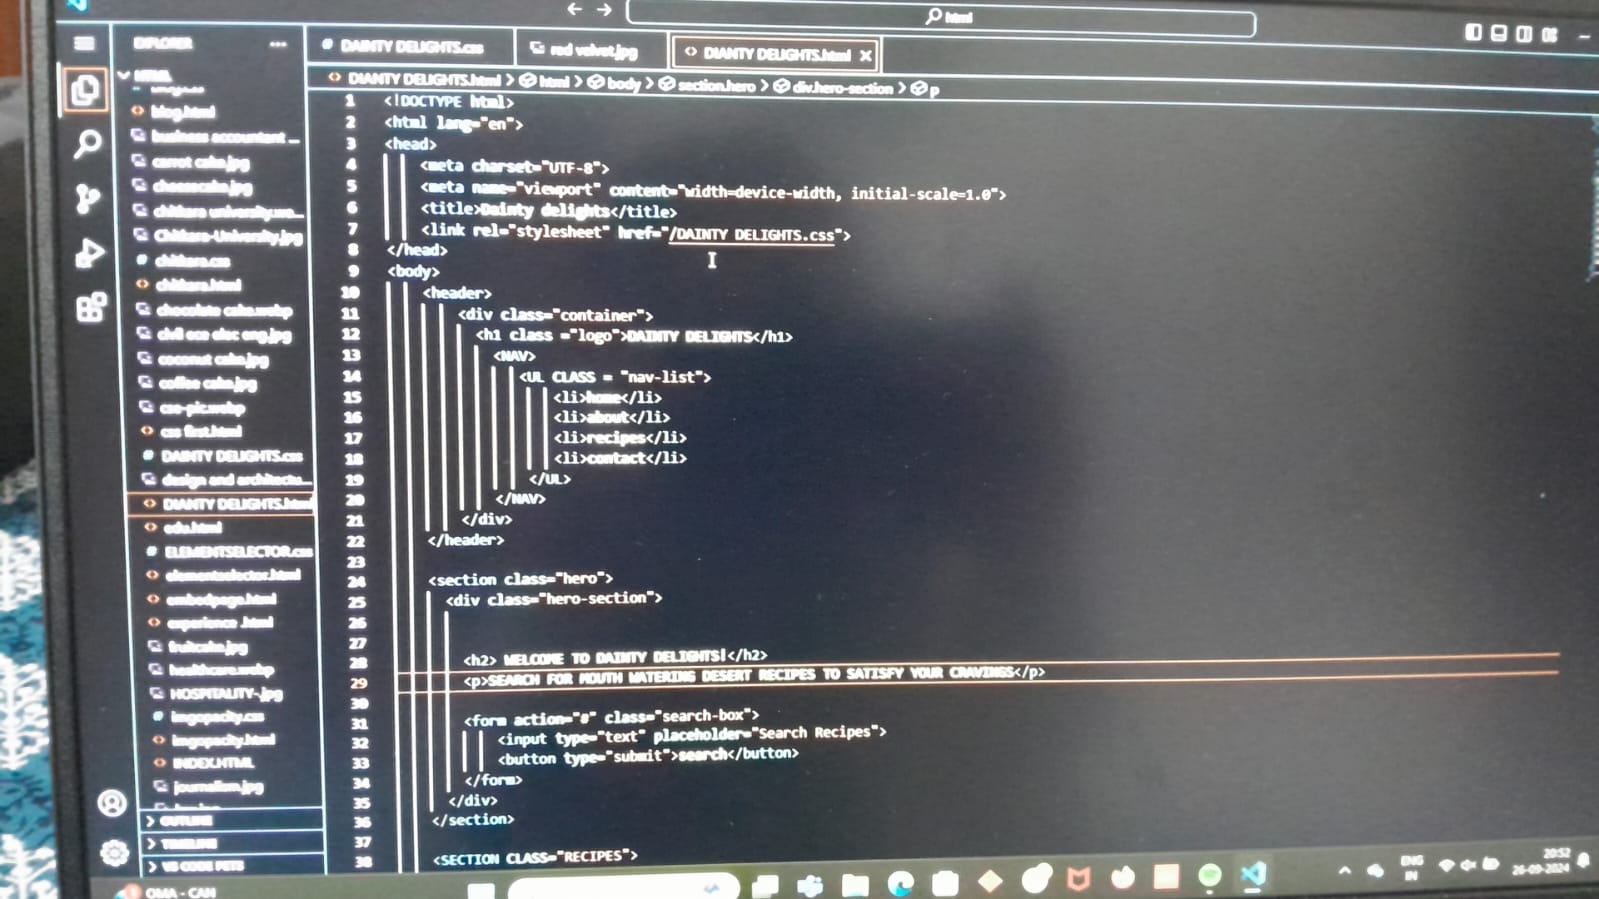 html
EXPLORER ...
DAINTY DELIGHTS.css
red velvet.jpg
DIANTY DELIGHTS.html
DIANTY DELIGHTS.html > html > body > section.hero > div.hero-section > p
HTML
blog.html
business accountant ...
carrot cake.jpg
cheesecake.jpg
chitkara university.we...
Chitkara-University.jpg
chitkara.css
chitkara.html
chocolate cake.webp
civil ece elec eng.jpg
coconut cake.jpg
coffee cake.jpg
cse-pic.webp
css first.html
DAINTY DELIGHTS.css
design and architectu...
DIANTY DELIGHTS.html
edu.html
ELEMENTSELECTOR.css
elementselector.html
embedpage.html
experience .html
fruitcake.jpg
healthcare.webp
HOSPITALITY-.jpg
imgopacity.css
imgopacity.html
INDEX.HTML
journalism.jpg
OUTLINE
TIMELINE
VS CODE PETS
1 <!DOCTYPE html>
2 <html lang="en">
3 <head>
4 <meta charset="UTF-8">
5 <meta name="viewport" content="width=device-width, initial-scale=1.0">
6 <title>Dainty delights</title>
7 <link rel="stylesheet" href="/DAINTY DELIGHTS.css">
8 </head>
9 <body>
10 <header>
11 <div class="container">
12 <h1 class ="logo">DAINTY DELIGHTS</h1>
13 <NAV>
14 <UL CLASS = "nav-list">
15 <li>home</li>
16 <li>about</li>
17 <li>recipes</li>
18 <li>contact</li>
19 </UL>
20 </NAV>
21 </div>
22 </header>
23
24 <section class="hero">
25 <div class="hero-section">
26
27
28 <h2> WELCOME TO DAINTY DELIGHTS!</h2>
29 <p>SEARCH FOR MOUTH WATERING DESERT RECIPES TO SATISFY YOUR CRAVINGS</p>
30
31 <form action="#" class="search-box">
32 <input type="text" placeholder="Search Recipes">
33 <button type="submit">search</button>
34 </form>
35 </div>
36 </section>
37
38 <SECTION CLASS="RECIPES">
OMA - CAN
ENG
IN
20:52
26-09-2024